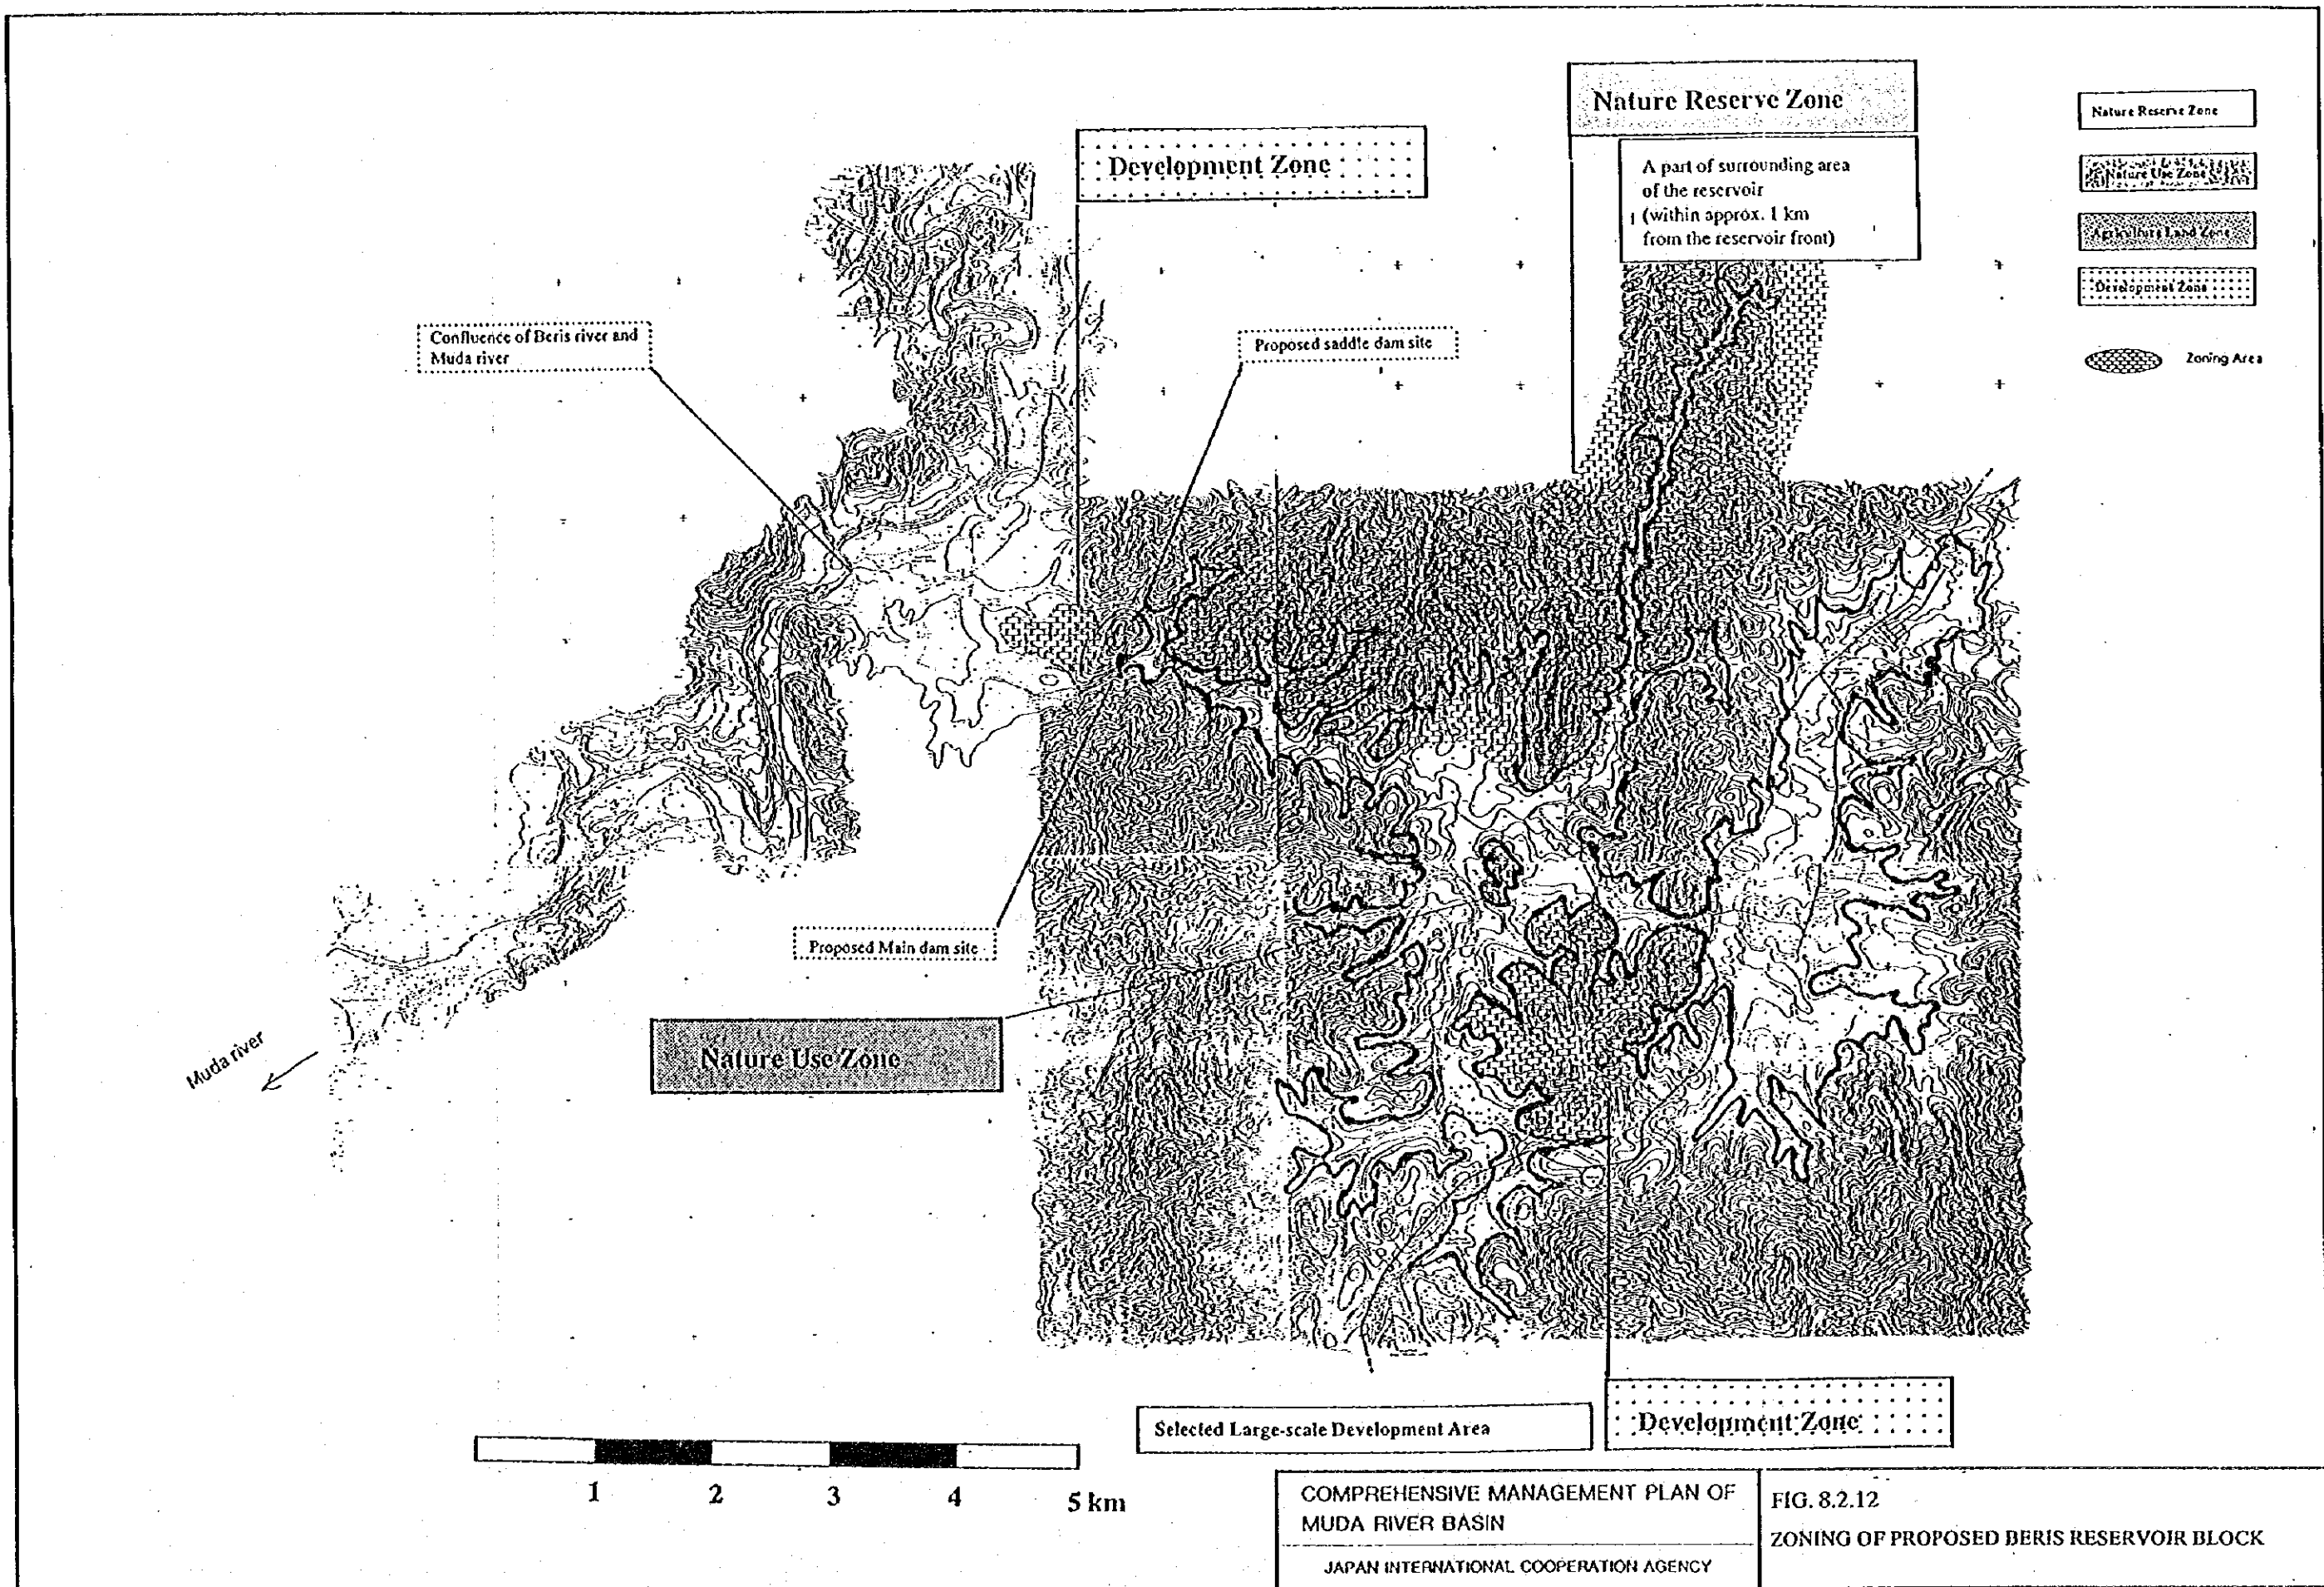 Nature Reserve Zone
A part of surrounding area
of the reservoir
(within approx. 1 km
from the reservoir front)
Development Zone
Nature Reserve Zone
Nature Use Zone
Agriculture Land Zone
Development Zone
Zoning Area
Confluence of Beris river and
Muda river
Proposed saddle dam site
Proposed Main dam site
Nature Use Zone
Muda river
Selected Large-scale Development Area
Development Zone
1 2 3 4 5 km
COMPREHENSIVE MANAGEMENT PLAN OF
MUDA RIVER BASIN
JAPAN INTERNATIONAL COOPERATION AGENCY
FIG. 8.2.12
ZONING OF PROPOSED BERIS RESERVOIR BLOCK